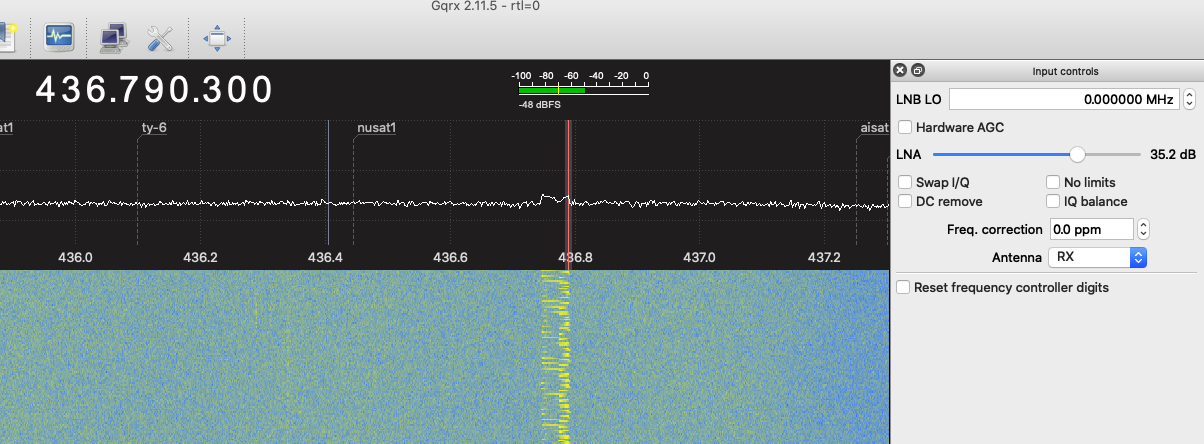 Gqrx 2.11.5 - rtl=0
436.790.300
-100 -80 -60 -40 -20 0
-48 dBFS
at1 ty-6 nusat1 aisat
436.0 436.2 436.4 436.6 436.8 437.0 437.2
Input controls
LNB LO 0.000000 MHz
Hardware AGC
LNA 35.2 dB
Swap I/Q No limits
DC remove IQ balance
Freq. correction 0.0 ppm
Antenna RX
Reset frequency controller digits